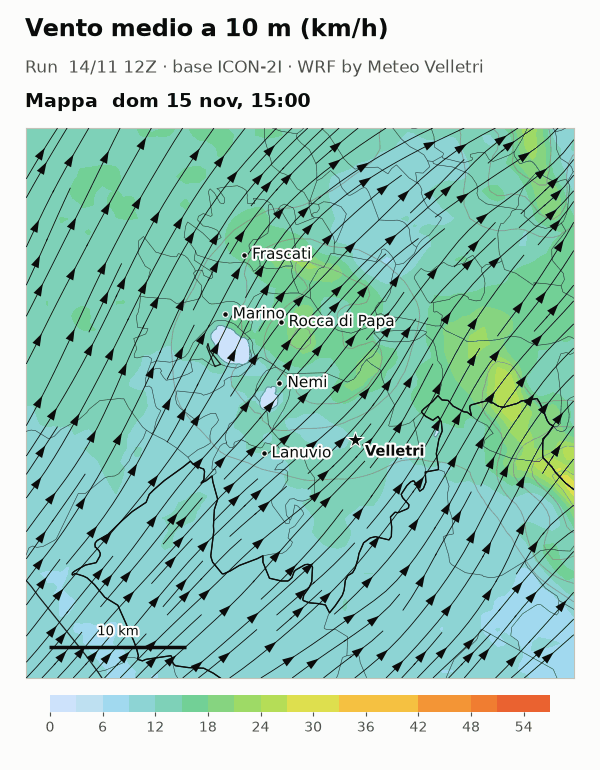 Vento medio a 10 m (km/h)
Run 14/11 12Z · base ICON-2I · WRF by Meteo Velletri
Mappa dom 15 nov, 15:00
Frascati
Marino
Rocca di Papa
Nemi
Velletri
Lanuvio
10 km
0 6 12 18 24 30 36 42 48 54